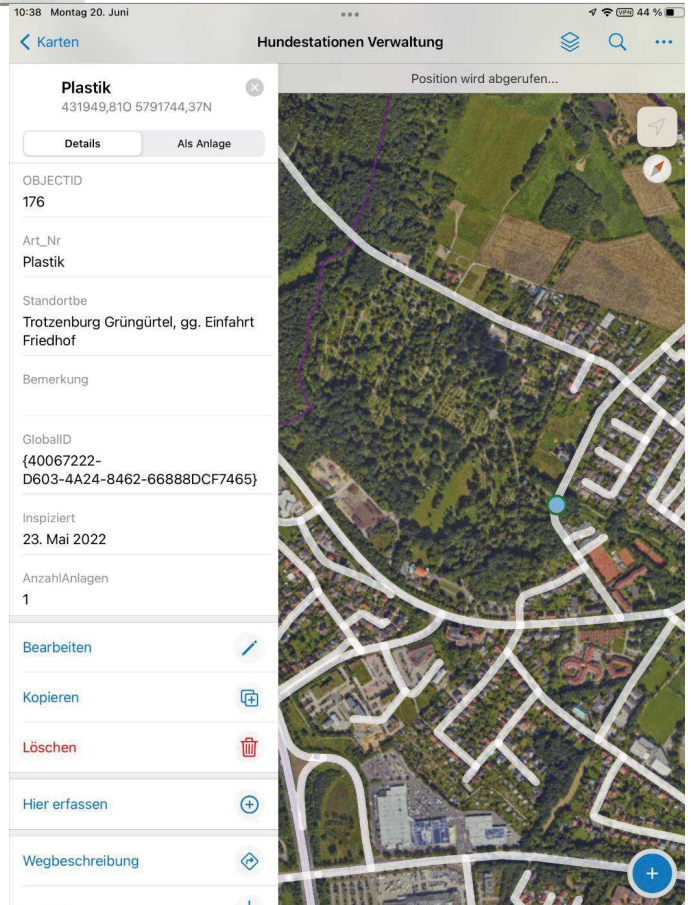 10:38 Montag 20. Juni
VPN 44 %
Karten
Hundestationen Verwaltung
Position wird abgerufen...
Plastik
431949,81O 5791744,37N
Details
Als Anlage
OBJECTID
176
Art_Nr
Plastik
Standortbe
Trotzenburg Grüngürtel, gg. Einfahrt
Friedhof
Bemerkung
GlobalID
{40067222-
D603-4A24-8462-66888DCF7465}
Inspiziert
23. Mai 2022
AnzahlAnlagen
1
Bearbeiten
Kopieren
Löschen
Hier erfassen
Wegbeschreibung